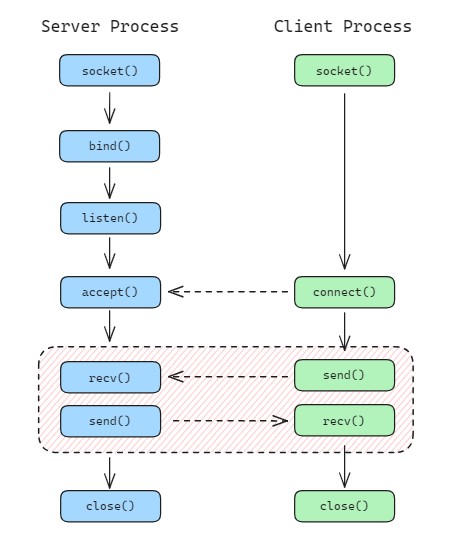 Server Process
Client Process
socket()
socket()
bind()
listen()
accept()
connect()
recv()
send()
send()
recv()
close()
close()